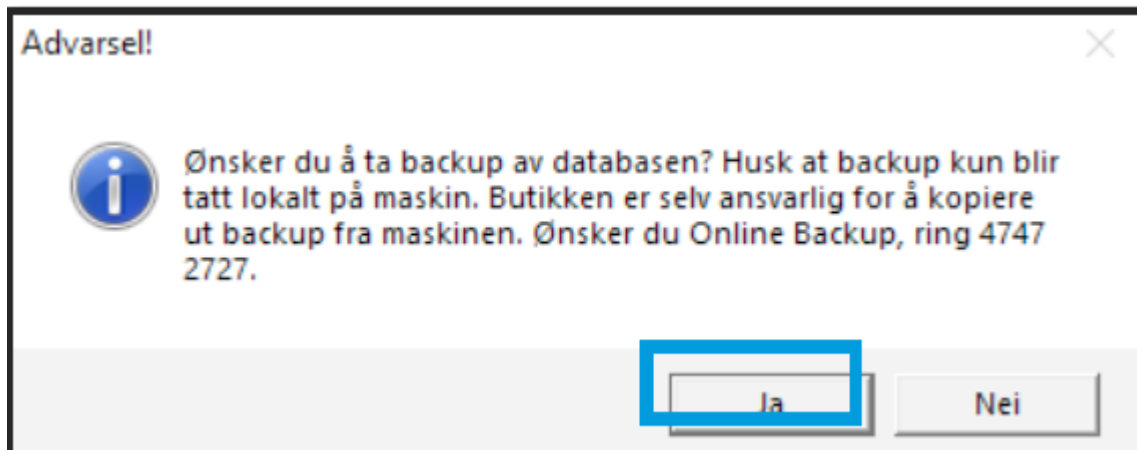 Advarsel!
Ønsker du å ta backup av databasen? Husk at backup kun blir
tatt lokalt på maskin. Butikken er selv ansvarlig for å kopiere
ut backup fra maskinen. Ønsker du Online Backup, ring 4747
2727.
Ja
Nei